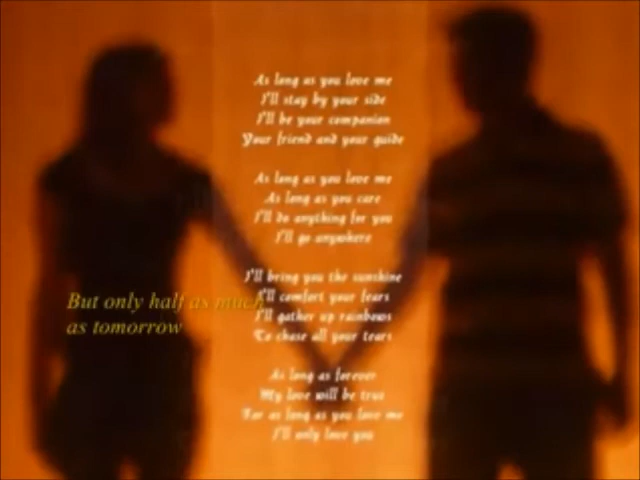 As long as you love me
I'll stay by your side
I'll be your companion
Your friend and your guide
As long as you love me
As long as you care
I'll do anything for you
I'll go anywhere
I'll bring you the sunshine
I'll comfort your fears
I'll gather up rainbows
To chase all your tears
As long as forever
My love will be true
For as long as you love me
I'll only love you
But only half as much
as tomorrow